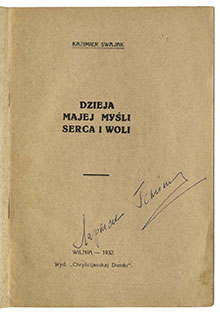 KAZIMIER SWAJAK
DZIEJA
MAJEJ MYŚLI
SERCA I WOLI
WILNIA — 1932
Wyd. „Chryścijanskaj Dumki".